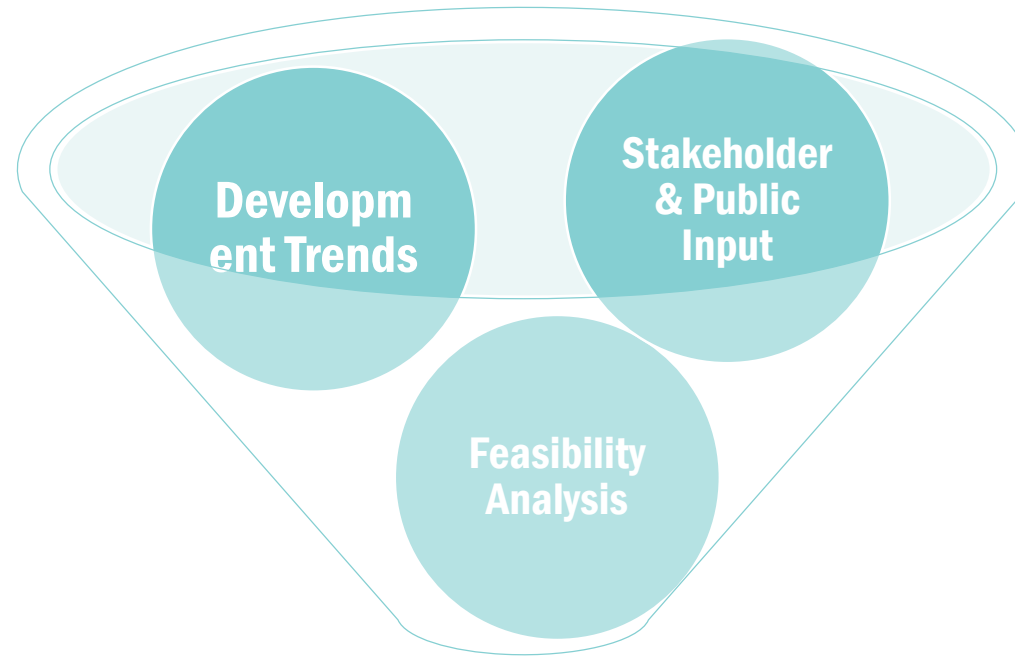 Developm
ent Trends
Stakeholder
& Public
Input
Feasibility
Analysis